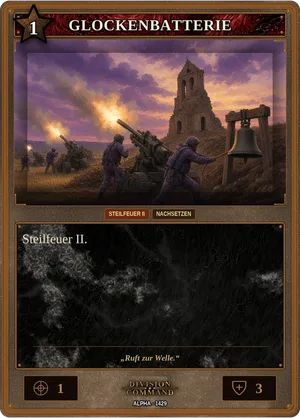 1
GLOCKENBATTERIE
STEILFEUER II
NACHSETZEN
Steilfeuer II.
„Ruft zur Welle.“
1
DIVISION
COMMAND
3
ALPHA · 1429